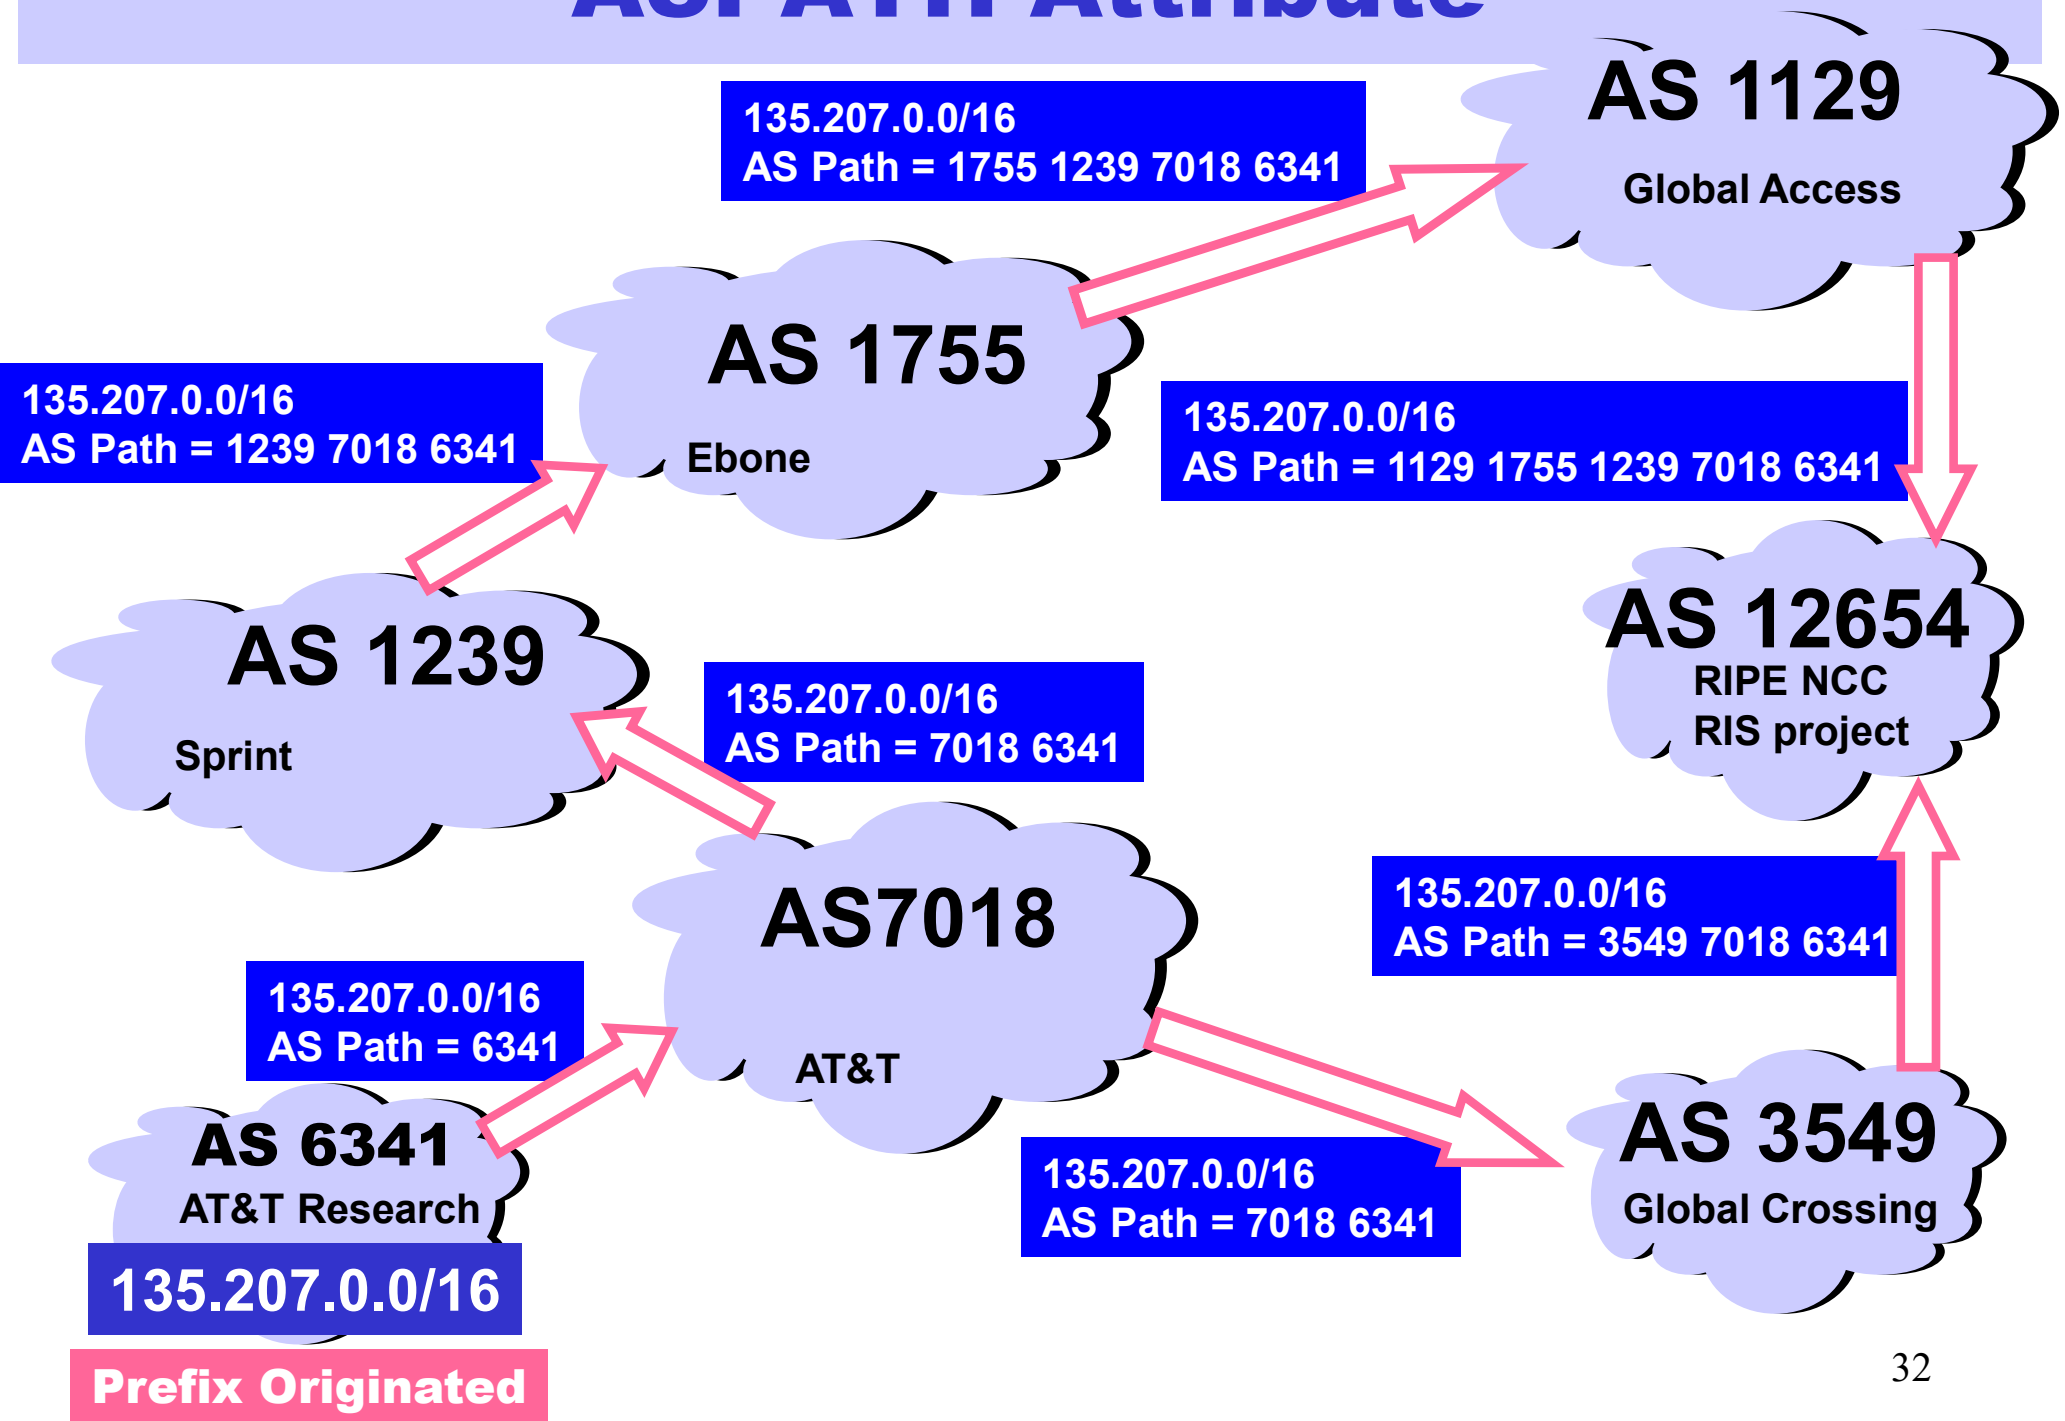 ASPATH Attribute
AS 1129
Global Access
135.207.0.0/16
AS Path = 1755 1239 7018 6341
AS 1755
Ebone
135.207.0.0/16
AS Path = 1239 7018 6341
135.207.0.0/16
AS Path = 1129 1755 1239 7018 6341
AS 12654
RIPE NCC
RIS project
AS 1239
Sprint
135.207.0.0/16
AS Path = 7018 6341
AS7018
AT&T
135.207.0.0/16
AS Path = 3549 7018 6341
135.207.0.0/16
AS Path = 6341
AS 6341
AT&T Research
135.207.0.0/16
Prefix Originated
135.207.0.0/16
AS Path = 7018 6341
AS 3549
Global Crossing
32